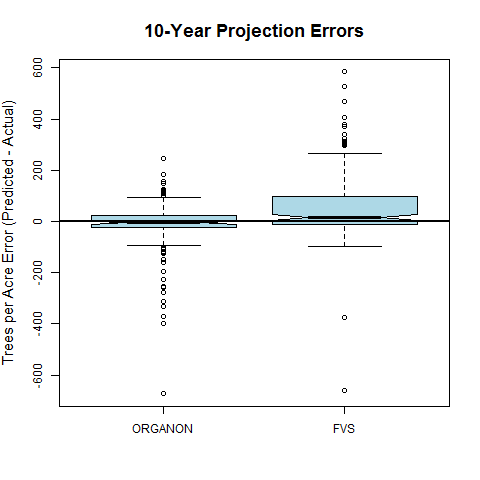 10-Year Projection Errors
Trees per Acre Error (Predicted - Actual)
600
400
200
0
-200
-400
-600
ORGANON
FVS